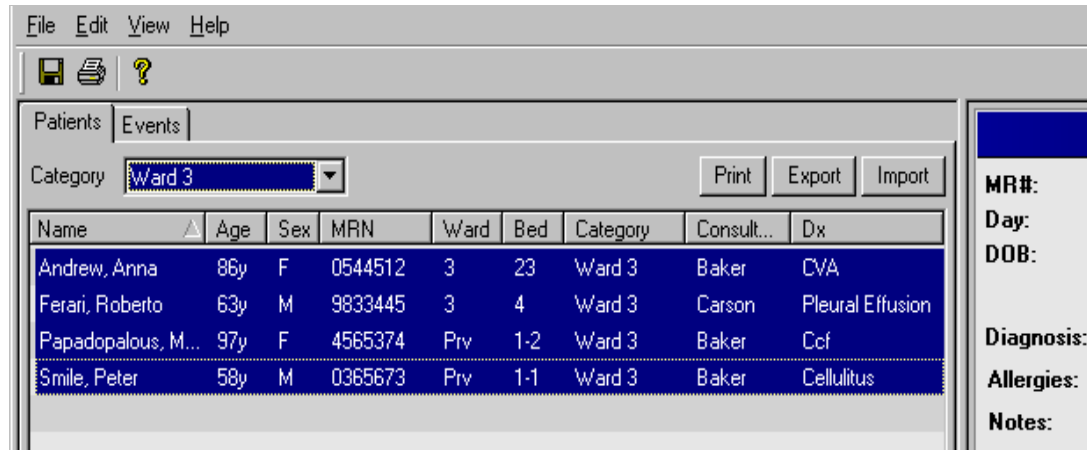 File Edit View Help
Patients Events
Category Ward 3 Print Export Import
Name Age Sex MRN Ward Bed Category Consult... Dx
Andrew, Anna 86y F 0544512 3 23 Ward 3 Baker CVA
Ferari, Roberto 63y M 9833445 3 4 Ward 3 Carson Pleural Effusion
Papadopalous, M... 97y F 4565374 Prv 1-2 Ward 3 Baker Ccf
Smile, Peter 58y M 0365673 Prv 1-1 Ward 3 Baker Cellulitus
MR#:
Day:
DOB:
Diagnosis:
Allergies:
Notes: